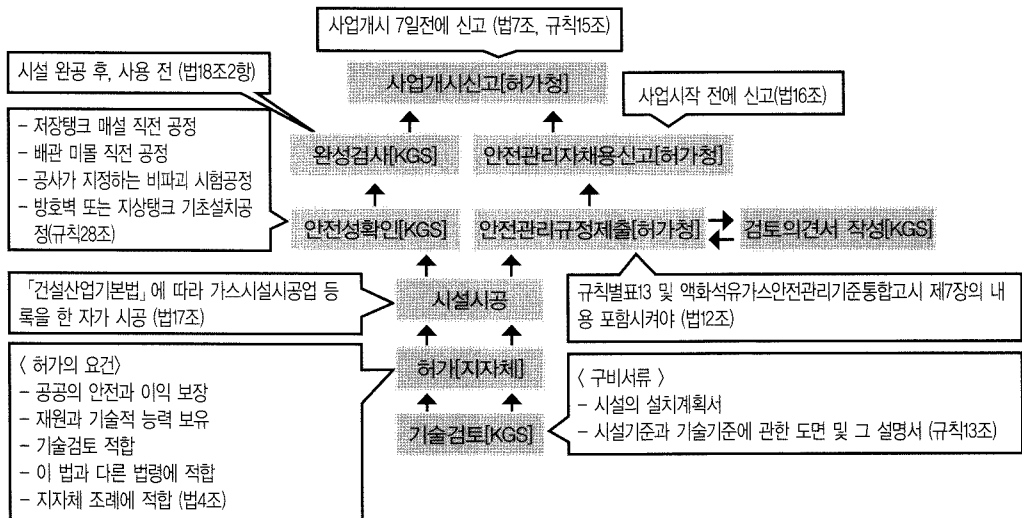 사업개시 7일전에 신고 (법7조, 규칙15조)
시설 완공 후, 사용 전 (법18조2항)
사업개시신고[허가청]
사업시작 전에 신고(법16조)
- 저장탱크 매설 직전 공정
- 배관 미몰 직전 공정
- 공사가 지정하는 비파괴 시험공정
- 방호벽 또는 지상탱크 기초설치공
정(규칙28조)
완성검사[KGS]
안전관리자채용신고[허가청]
안전성확인[KGS]
안전관리규정제출[허가청]
검토의견서 작성[KGS]
「건설산업기본법」에 따라 가스시설시공업 등
록을 한 자가 시공 (법17조)
시설시공
규칙별표13 및 액화석유가스안전관리기준통합고시 제7장의 내
용 포함시켜야 (법12조)
〈 허가의 요건〉
- 공공의 안전과 이익 보장
- 재원과 기술적 능력 보유
- 기술검토 적합
- 이 법과 다른 법령에 적합
- 지자체 조례에 적합 (법4조)
허가[지자체]
기술검토[KGS]
〈 구비서류 〉
- 시설의 설치계획서
- 시설기준과 기술기준에 관한 도면 및 그 설명서 (규칙13조)